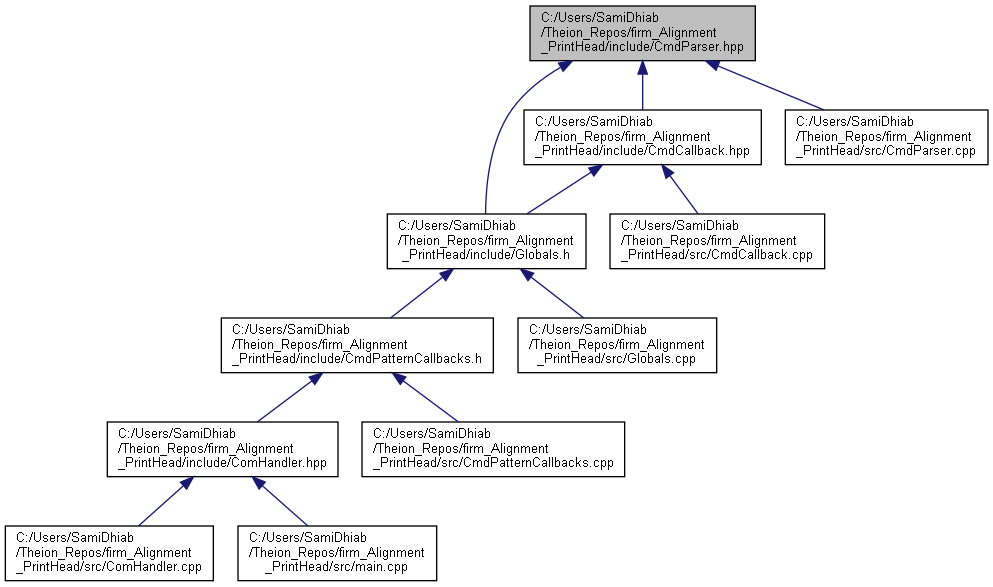 C:/Users/SamiDhiab
/Theion_Repos/firm_Alignment
_PrintHead/include/CmdParser.hpp
C:/Users/SamiDhiab
/Theion_Repos/firm_Alignment
_PrintHead/include/CmdCallback.hpp
C:/Users/SamiDhiab
/Theion_Repos/firm_Alignment
_PrintHead/src/CmdParser.cpp
C:/Users/SamiDhiab
/Theion_Repos/firm_Alignment
_PrintHead/include/Globals.h
C:/Users/SamiDhiab
/Theion_Repos/firm_Alignment
_PrintHead/src/CmdCallback.cpp
C:/Users/SamiDhiab
/Theion_Repos/firm_Alignment
_PrintHead/include/CmdPatternCallbacks.h
C:/Users/SamiDhiab
/Theion_Repos/firm_Alignment
_PrintHead/src/Globals.cpp
C:/Users/SamiDhiab
/Theion_Repos/firm_Alignment
_PrintHead/include/ComHandler.hpp
C:/Users/SamiDhiab
/Theion_Repos/firm_Alignment
_PrintHead/src/CmdPatternCallbacks.cpp
C:/Users/SamiDhiab
/Theion_Repos/firm_Alignment
_PrintHead/src/ComHandler.cpp
C:/Users/SamiDhiab
/Theion_Repos/firm_Alignment
_PrintHead/src/main.cpp